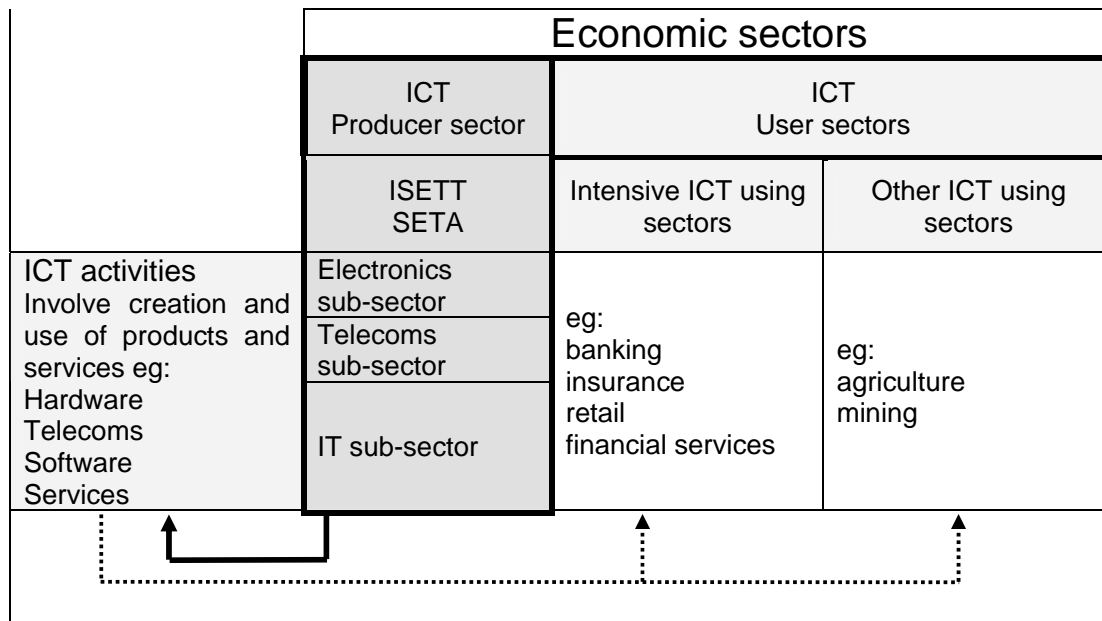 Economic sectors
ICT
Producer sector
ICT
User sectors
ISETT
SETA
Intensive ICT using
sectors
Other ICT using
sectors
ICT activities
Involve creation and
use of products and
services eg:
Hardware
Telecoms
Software
Services
Electronics
sub-sector
Telecoms
sub-sector
IT sub-sector
eg:
banking
insurance
retail
financial services
eg:
agriculture
mining